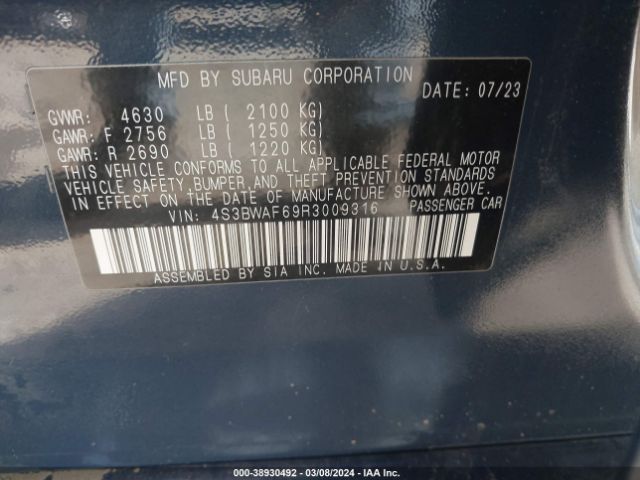 MFD BY SUBARU CORPORATION
DATE: 07/23
GVWR: 4630 LB ( 2100 KG)
GAWR: F 2756 LB ( 1250 KG)
GAWR: R 2690 LB ( 1220 KG)
THIS VEHICLE CONFORMS TO ALL APPLICABLE FEDERAL MOTOR
VEHICLE SAFETY, BUMPER, AND THEFT PREVENTION STANDARDS
IN EFFECT ON THE DATE OF MANUFACTURE SHOWN ABOVE.
VIN: 4S3BWAF69R3009316 PASSENGER CAR
ASSEMBLED BY SIA INC. MADE IN U.S.A.
000-38930492 - 03/08/2024 - IAA Inc.